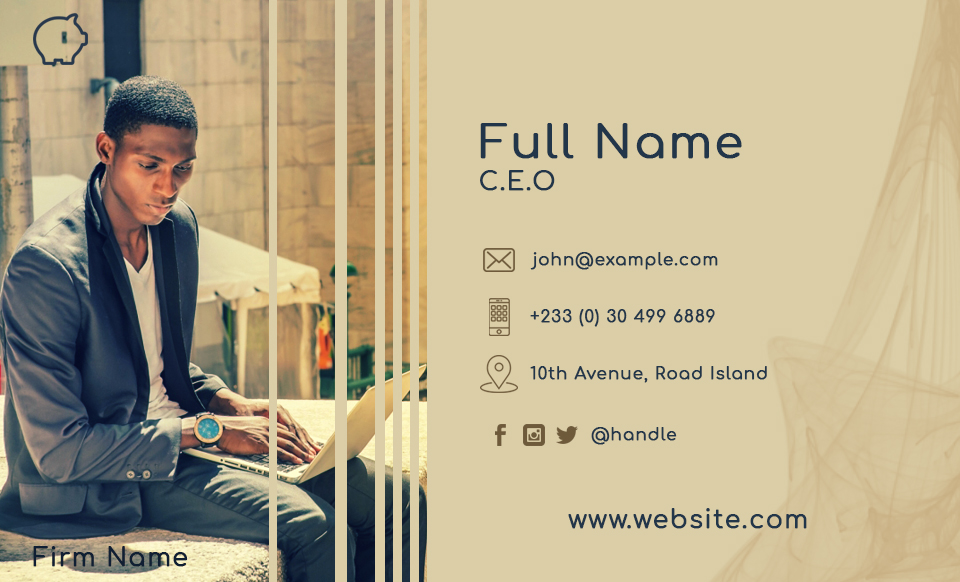 Full Name
C.E.O
john@example.com
+233 (0) 30 499 6889
10th Avenue, Road Island
@handle
www.website.com
Firm Name